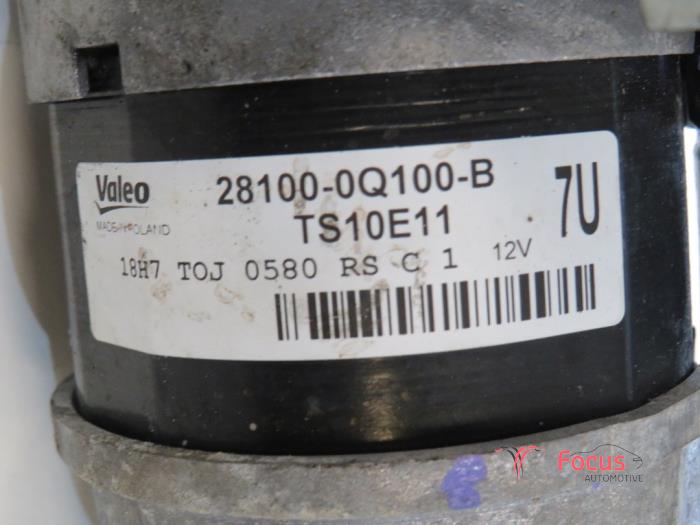 Valeo
28100-0Q100-B
7U
MADE IN POLAND
TS10E11
18H7 TOJ 0580 RS C 1 12V
Focus
AUTOMOTIVE